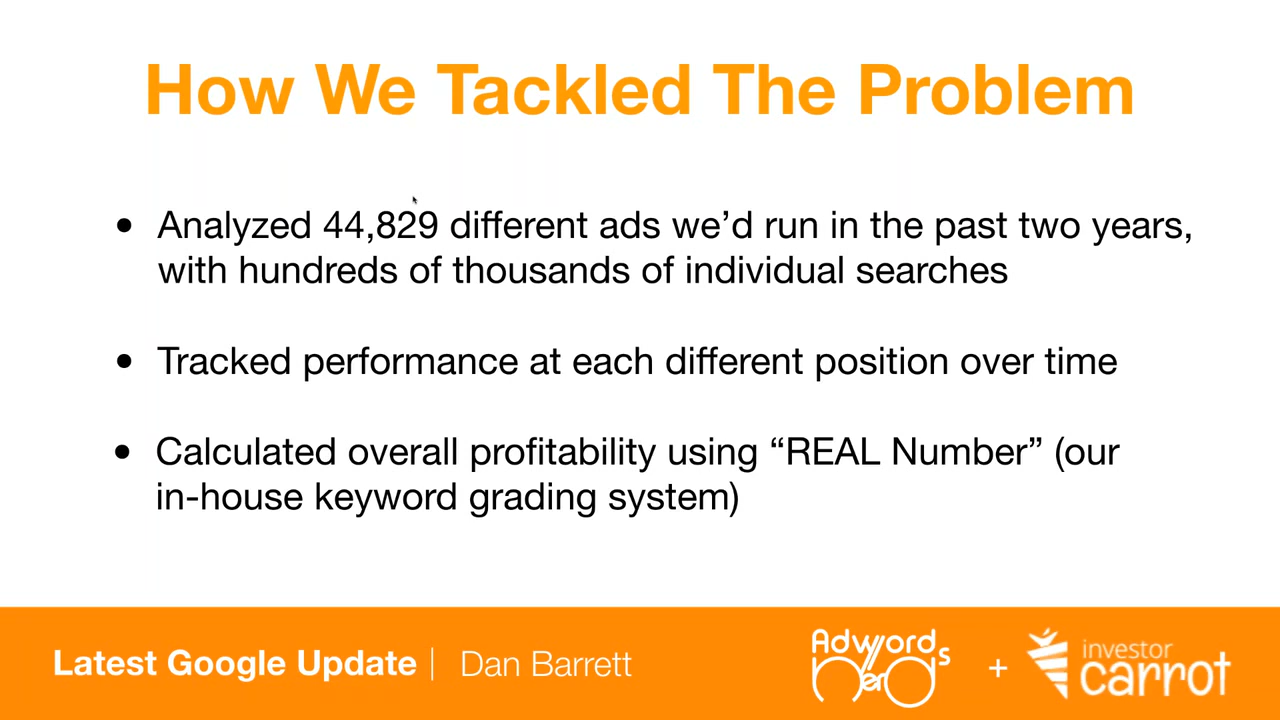 How We Tackled The Problem
• Analyzed 44,829 different ads we’d run in the past two years,
with hundreds of thousands of individual searches
• Tracked performance at each different position over time
• Calculated overall profitability using “REAL Number” (our
in-house keyword grading system)
Latest Google Update | Dan Barrett
AdWords
Nerds
+
investor
carrot